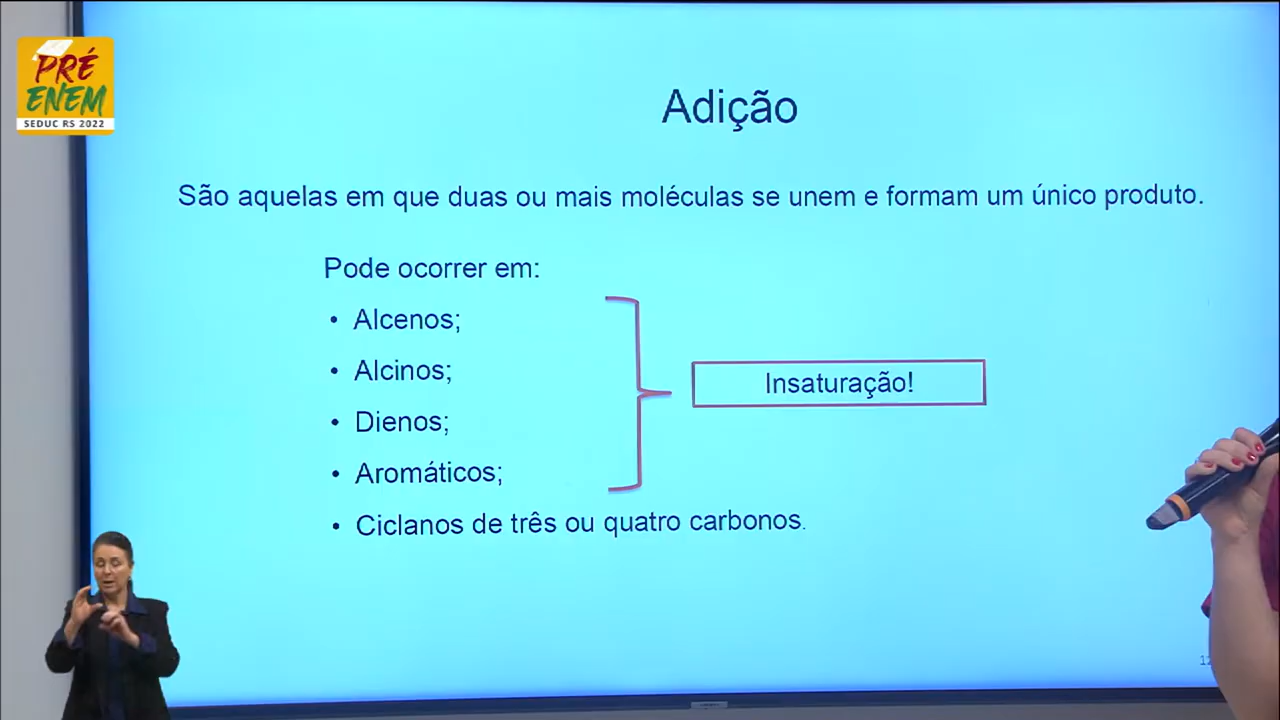 PRÉ
ENEM
SEDUC RS 2022
Adição
São aquelas em que duas ou mais moléculas se unem e formam um único produto.
Pode ocorrer em:
• Alcenos;
• Alcinos;
• Dienos;
• Aromáticos;
Insaturação!
• Ciclanos de três ou quatro carbonos.